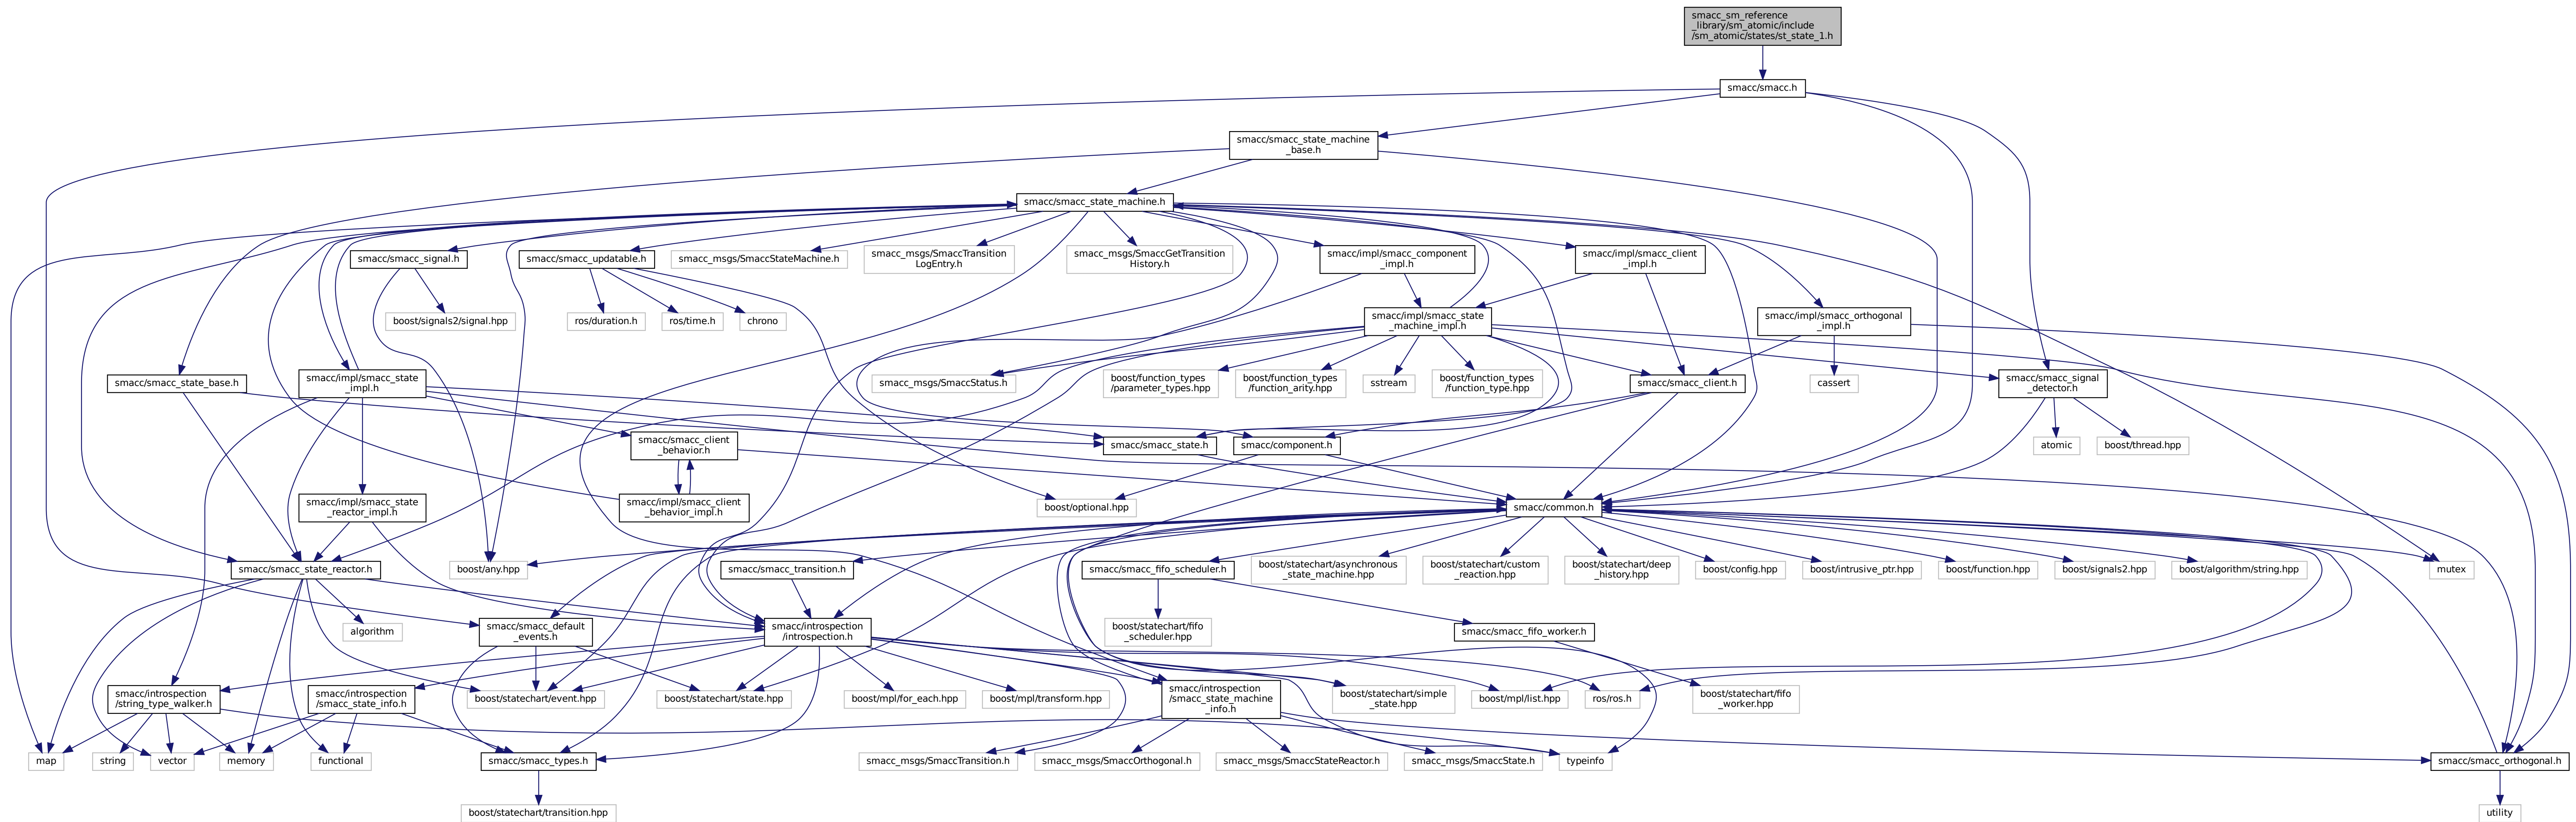 smacc_sm_reference
_library/sm_atomic/include
/sm_atomic/states/st_state_1.h
smacc/smacc.h
smacc/smacc_state_machine
_base.h
smacc/smacc_state_machine.h
smacc/smacc_signal.h
smacc/smacc_updatable.h
smacc_msgs/SmaccStateMachine.h
smacc_msgs/SmaccTransition
LogEntry.h
smacc_msgs/SmaccGetTransition
History.h
smacc/impl/smacc_component
_impl.h
smacc/impl/smacc_client
_impl.h
boost/signals2/signal.hpp
ros/duration.h
ros/time.h
chrono
smacc/impl/smacc_state
_machine_impl.h
smacc/impl/smacc_orthogonal
_impl.h
smacc/smacc_state_base.h
smacc/impl/smacc_state
_impl.h
smacc_msgs/SmaccStatus.h
boost/function_types
/parameter_types.hpp
boost/function_types
/function_arity.hpp
sstream
boost/function_types
/function_type.hpp
smacc/smacc_client.h
cassert
smacc/smacc_signal
_detector.h
smacc/smacc_client
_behavior.h
smacc/smacc_state.h
smacc/component.h
atomic
boost/thread.hpp
smacc/impl/smacc_state
_reactor_impl.h
smacc/impl/smacc_client
_behavior_impl.h
boost/optional.hpp
smacc/common.h
smacc/smacc_state_reactor.h
boost/any.hpp
smacc/smacc_transition.h
smacc/smacc_fifo_scheduler.h
boost/statechart/asynchronous
_state_machine.hpp
boost/statechart/custom
_reaction.hpp
boost/statechart/deep
_history.hpp
boost/config.hpp
boost/intrusive_ptr.hpp
boost/function.hpp
boost/signals2.hpp
boost/algorithm/string.hpp
mutex
algorithm
smacc/smacc_default
_events.h
smacc/introspection
/introspection.h
boost/statechart/fifo
_scheduler.hpp
smacc/smacc_fifo_worker.h
smacc/introspection
/string_type_walker.h
smacc/introspection
/smacc_state_info.h
boost/statechart/event.hpp
boost/statechart/state.hpp
boost/mpl/for_each.hpp
boost/mpl/transform.hpp
smacc/introspection
/smacc_state_machine
_info.h
boost/statechart/simple
_state.hpp
boost/mpl/list.hpp
ros/ros.h
boost/statechart/fifo
_worker.hpp
map
string
vector
memory
functional
smacc/smacc_types.h
smacc_msgs/SmaccTransition.h
smacc_msgs/SmaccOrthogonal.h
smacc_msgs/SmaccStateReactor.h
smacc_msgs/SmaccState.h
typeinfo
smacc/smacc_orthogonal.h
boost/statechart/transition.hpp
utility